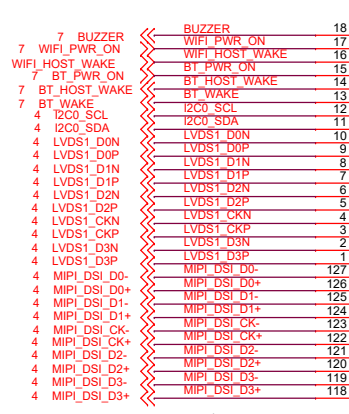 7 BUZZER BUZZER 18
7 WIFI_PWR_ON WIFI_PWR_ON 17
WIFI_HOST_WAKE WIFI_HOST_WAKE 16
7 BT_PWR_ON BT_PWR_ON 15
7 BT_HOST_WAKE BT_HOST_WAKE 14
7 BT_WAKE BT_WAKE 13
4 I2C0_SCL I2C0_SCL 12
4 I2C0_SDA I2C0_SDA 11
4 LVDS1_D0N LVDS1_D0N 10
4 LVDS1_D0P LVDS1_D0P 9
4 LVDS1_D1N LVDS1_D1N 8
4 LVDS1_D1P LVDS1_D1P 7
4 LVDS1_D2N LVDS1_D2N 6
4 LVDS1_D2P LVDS1_D2P 5
4 LVDS1_CKN LVDS1_CKN 4
4 LVDS1_CKP LVDS1_CKP 3
4 LVDS1_D3N LVDS1_D3N 2
4 LVDS1_D3P LVDS1_D3P 1
4 MIPI_DSI_D0- MIPI_DSI_D0- 127
4 MIPI_DSI_D0+ MIPI_DSI_D0+ 126
4 MIPI_DSI_D1- MIPI_DSI_D1- 125
4 MIPI_DSI_D1+ MIPI_DSI_D1+ 124
4 MIPI_DSI_CK- MIPI_DSI_CK- 123
4 MIPI_DSI_CK+ MIPI_DSI_CK+ 122
4 MIPI_DSI_D2- MIPI_DSI_D2- 121
4 MIPI_DSI_D2+ MIPI_DSI_D2+ 120
4 MIPI_DSI_D3- MIPI_DSI_D3- 119
4 MIPI_DSI_D3+ MIPI_DSI_D3+ 118